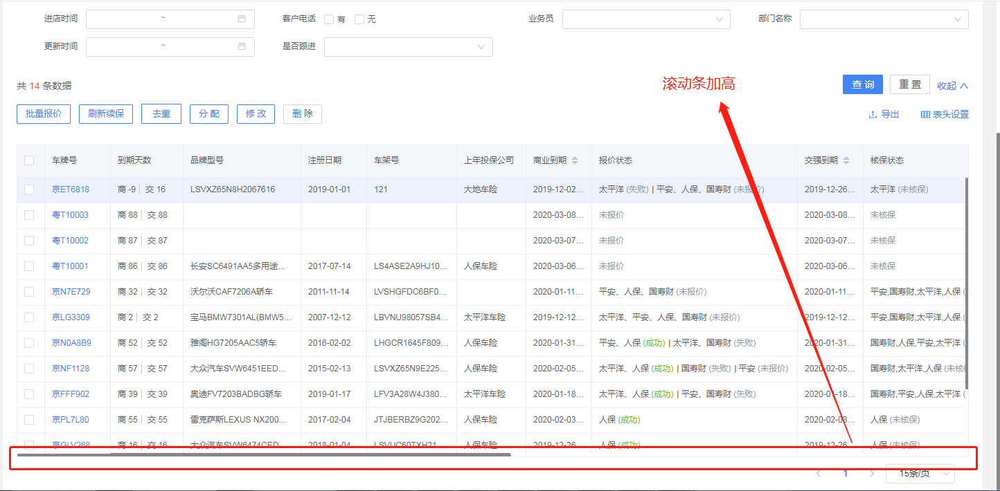 进店时间 ~ 客户电话 有 无 业务员 部门名称
更新时间 ~ 是否跟进
滚动条加高
共 14 条数据 查 询 重 置 收起
批量报价 刷新续保 去重 分 配 修 改 删 除 导出 表头设置
车牌号 到期天数 品牌型号 注册日期 车架号 上年投保公司 商业到期 报价状态 交强到期 核保状态
京ET6818 商 -9 交 16 LSVXZ65N8H2067616 2019-01-01 121 大地车险 2019-12-02... 太平洋 (失败) | 平安、人保、国寿财 (未报价) 2019-12-26... 太平洋 (未核保)
粤T10003 商 88 交 88 2020-03-08... 未报价 2020-03-08... 未核保
粤T10002 商 87 交 87 2020-03-07... 未报价 2020-03-07... 未核保
粤T10001 商 86 交 86 长安SC6491AA5多用途... 2017-07-14 LS4ASE2A9HJ10... 人保车险 2020-03-06... 未报价 2020-03-06... 未核保
京N7E729 商 32 交 32 沃尔沃CAF7206A轿车 2011-11-14 LVSHGFDC6BF0... 2020-01-11... 平安、人保、国寿财 (未报价) 2020-01-11... 平安,国寿财,太平洋,人保 (
京LG3309 商 2 交 2 宝马BMW7301AL(BMW5... 2007-12-12 LBVNU98057SB4... 太平洋车险 2019-12-12... 太平洋、平安、人保、国寿财 (未报价) 2019-12-12... 平安,国寿财,太平洋,人保 (
京N0A8B9 商 52 交 52 雅阁HG7205AAC5轿车 2016-02-02 LHGCR1645F809... 人保车险 2020-01-31... 平安、人保 (成功) | 太平洋、国寿财 (失败) 2020-01-31... 国寿财,人保,平安,太平洋 (
京NF1128 商 57 交 57 大众汽车SVW6451EED... 2015-02-13 LSVXZ65N9E225... 人保车险 2020-02-05... 太平洋、人保 (成功) | 国寿财 (失败) | 平安 (未报价) 2020-02-05... 国寿财,太平洋,人保 (未核
京FFF902 商 39 交 39 奥迪FV7203BADBG轿车 2019-01-17 LFV3A28W4J380... 太平洋车险 2020-01-18... 太平洋、人保 (成功) | 平安、国寿财 (失败) 2020-01-18... 国寿财,平安,人保,太平洋 (
京PL7L80 商 55 交 55 雷克萨斯LEXUS NX200... 2017-02-04 JTJBERBZ9G202... 人保车险 2020-02-03... 人保 (成功) 2020-02-03... 人保 (未核保)
京GLV268 商 16 交 16 大众汽车SVW6474CED... 2018-01-04 LSVUC60TXH21... 人保车险 2019-12-26... 人保 (成功) 2019-12-26... 人保 (未核保)
1 15条/页